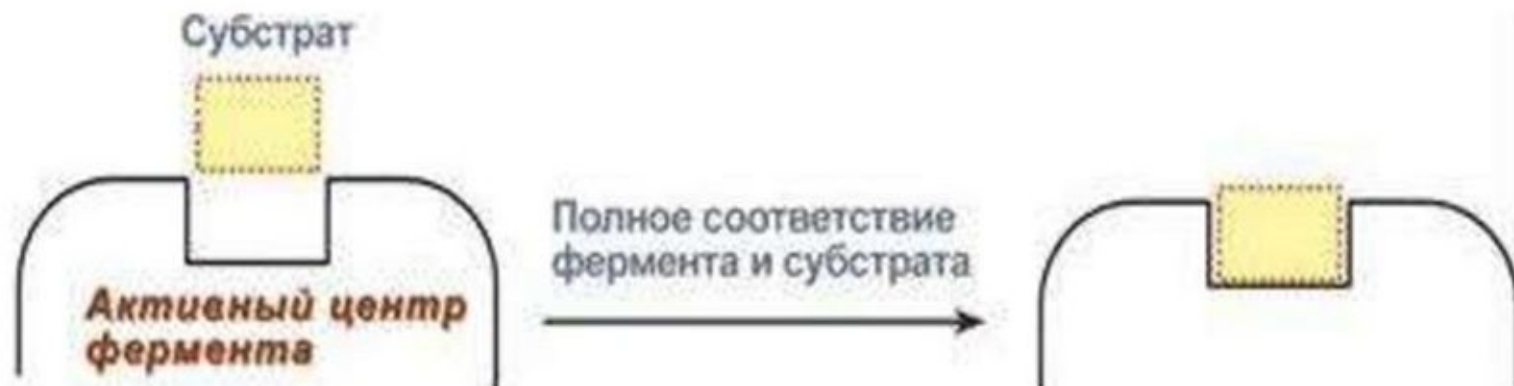 Субстрат
Полное соответствие
фермента и субстрата
Активный центр
фермента